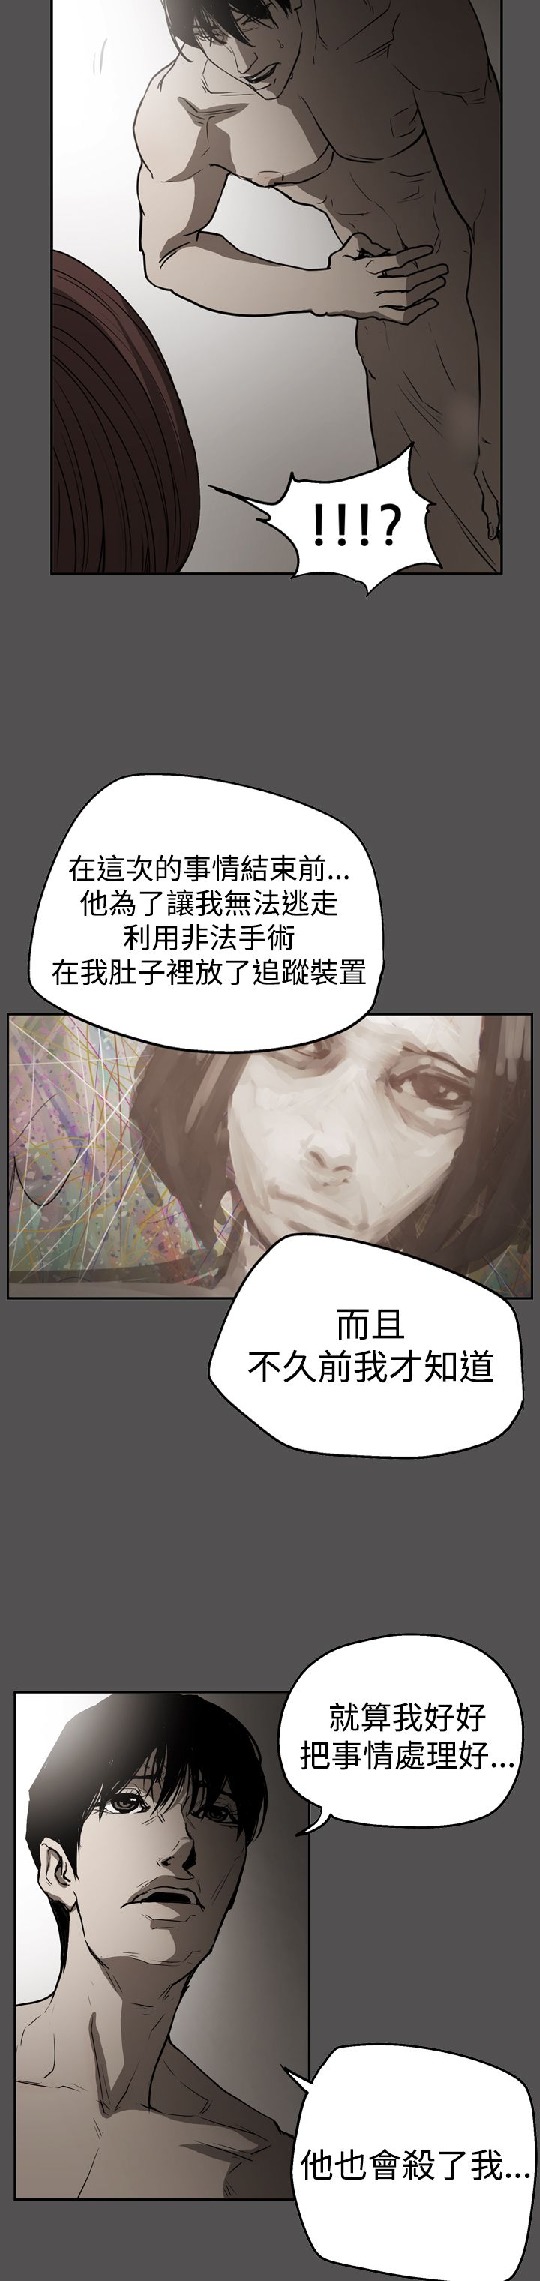 !!!?
在這次的事情結束前...
他為了讓我無法逃走
利用非法手術
在我肚子裡放了追蹤裝置
而且
不久前我才知道
就算我好好
把事情處理好...
他也會殺了我...